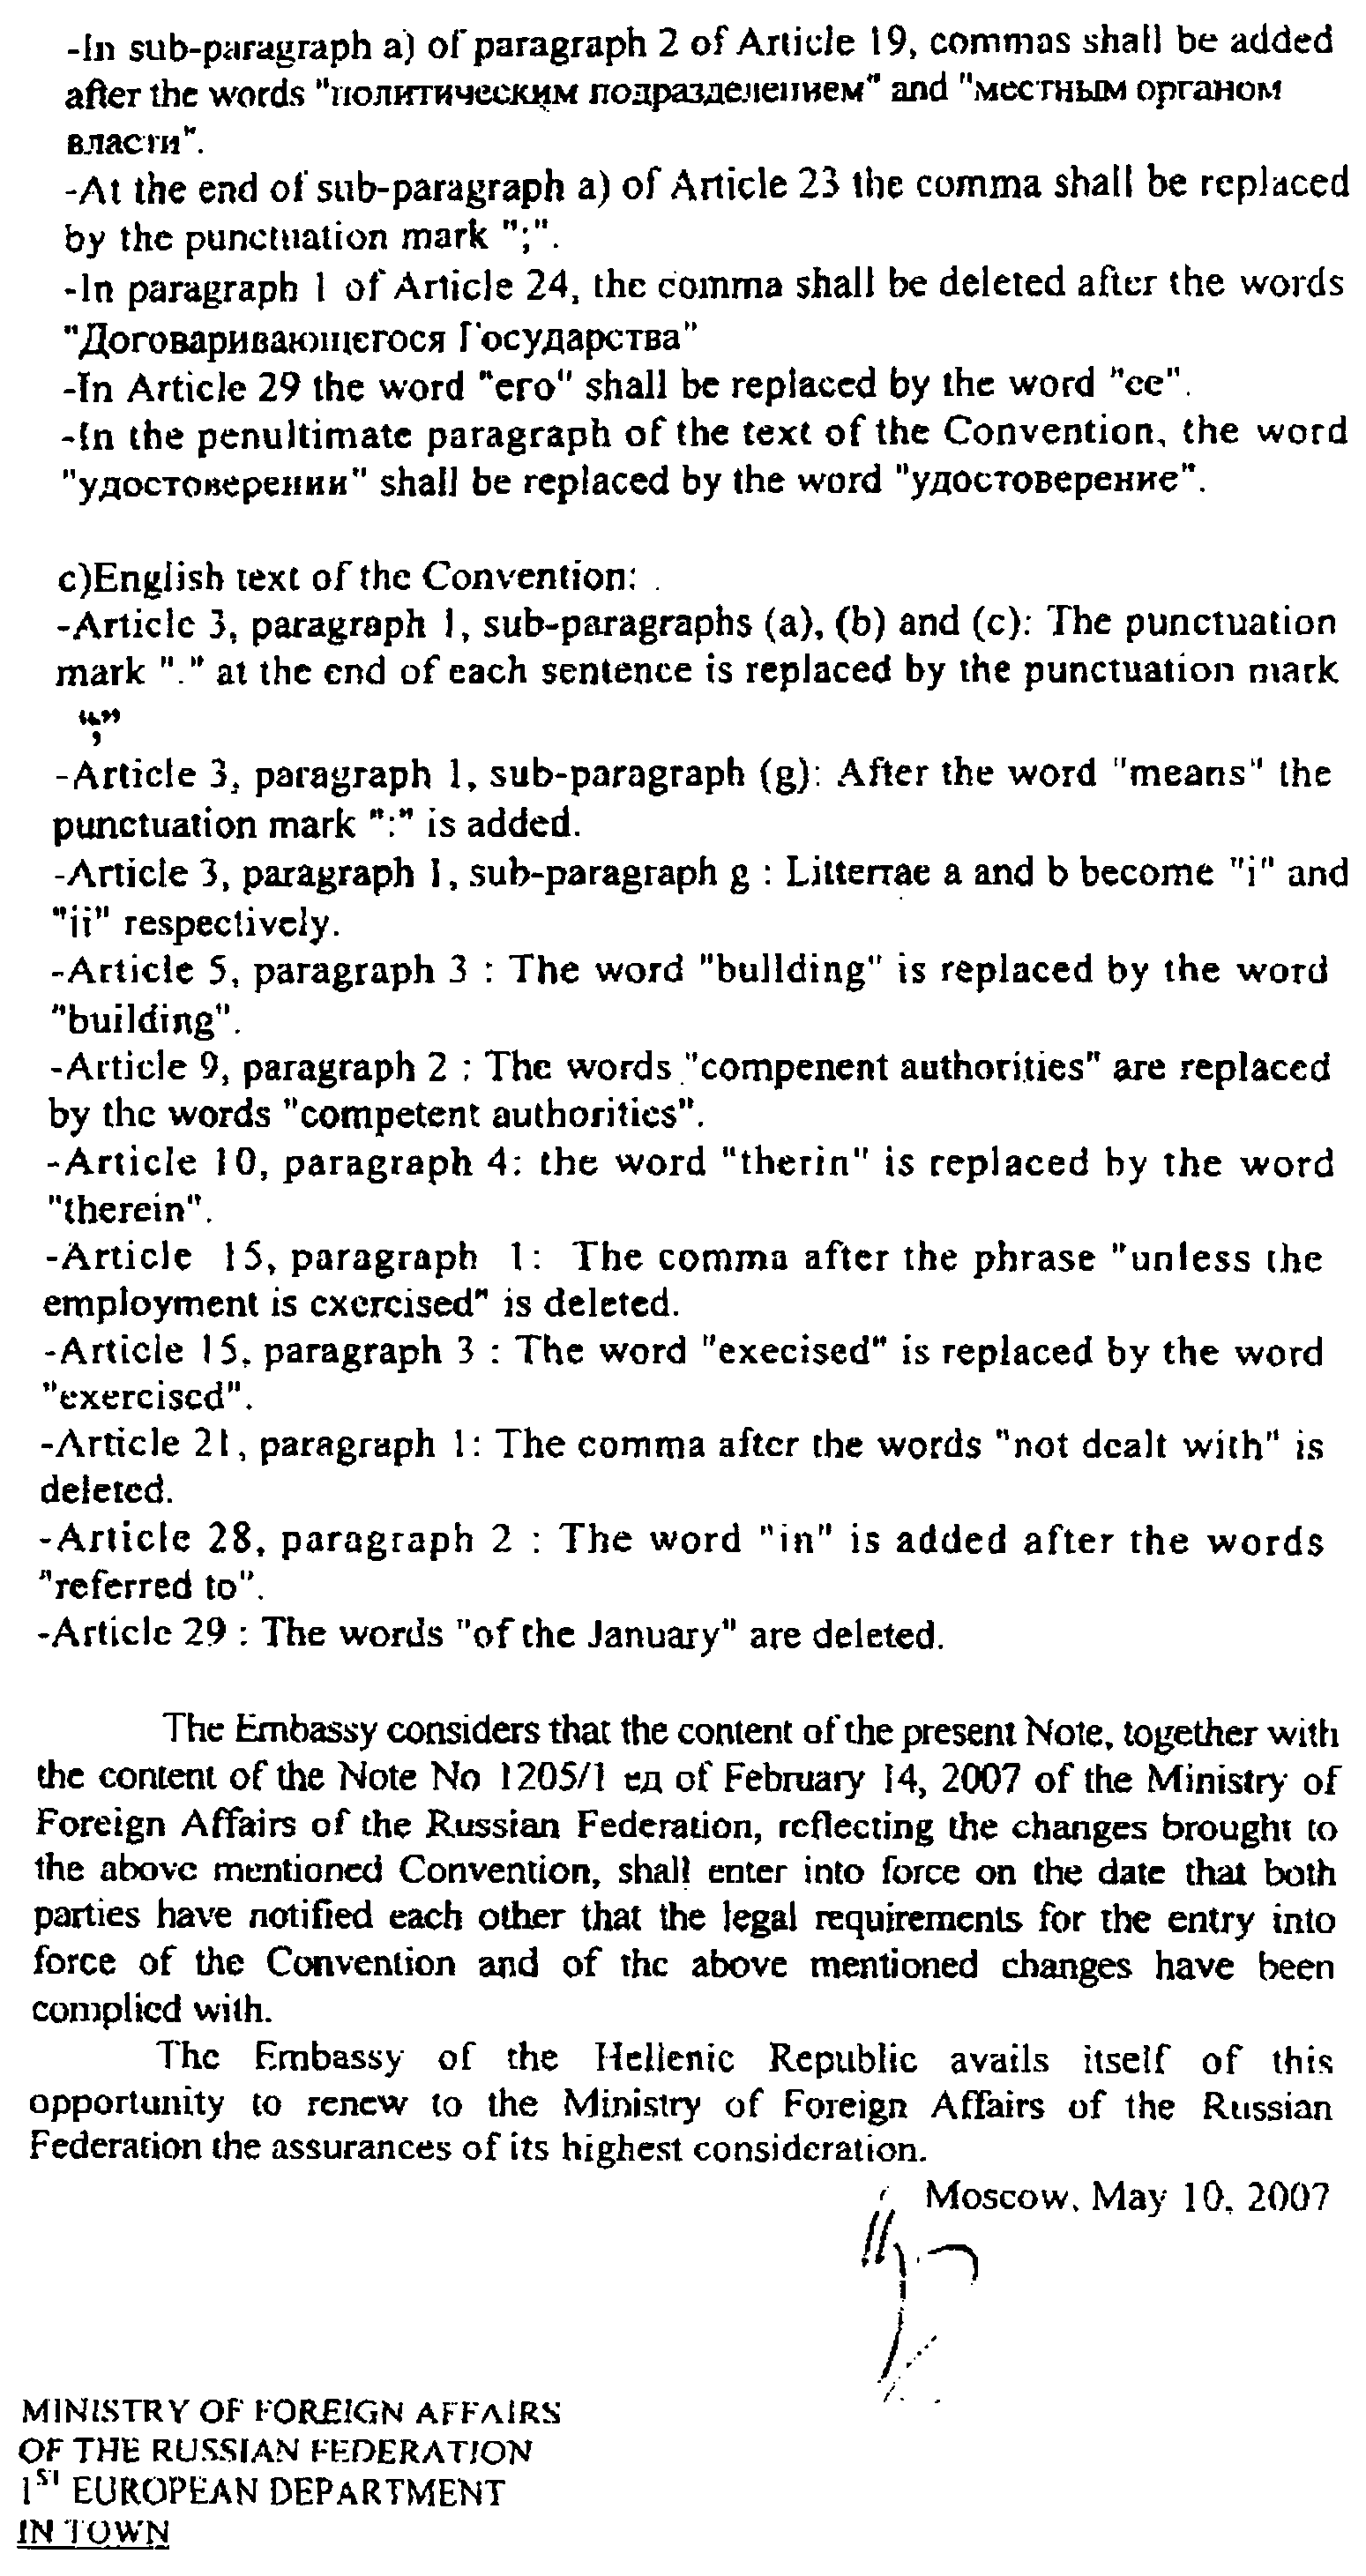 -In sub-paragraph a) of paragraph 2 of Article 19, commas shall be added
after the words "политическим подразделением" and "местным органом
власти".
-At the end of sub-paragraph a) of Article 23 the comma shall be replaced
by the punctuation mark ";".
-In paragraph 1 of Article 24, the comma shall be deleted after the words
"Договаривающегося Государства"
-In Article 29 the word "его" shall be replaced by the word "ее".
-In the penultimate paragraph of the text of the Convention, the word
"удостоверении" shall be replaced by the word "удостоверение".
c)English text of the Convention:
-Article 3, paragraph 1, sub-paragraphs (a), (b) and (c): The punctuation
mark "." at the end of each sentence is replaced by the punctuation mark
“;”
-Article 3, paragraph 1, sub-paragraph (g): After the word "means" the
punctuation mark ":" is added.
-Article 3, paragraph 1, sub-paragraph g : Litterrae a and b become "i" and
"ii" respectively.
-Article 5, paragraph 3 : The word "bullding" is replaced by the word
"building".
-Article 9, paragraph 2 : The words "compenent authorities" are replaced
by the words "competent authorities".
-Article 10, paragraph 4: the word "therin" is replaced by the word
"therein".
-Article 15, paragraph 1: The comma after the phrase "unless the
employment is exercised" is deleted.
-Article 15, paragraph 3 : The word "execised" is replaced by the word
"exercised".
-Article 21, paragraph 1: The comma after the words "not dealt with" is
deleted.
-Article 28, paragraph 2 : The word "in" is added after the words
"referred to".
-Article 29 : The words "of the January" are deleted.
The Embassy considers that the content of the present Note, together with
the content of the Note No 1205/1 ед of February 14, 2007 of the Ministry of
Foreign Affairs of the Russian Federation, reflecting the changes brought to
the above mentioned Convention, shall enter into force on the date that both
parties have notified each other that the legal requirements for the entry into
force of the Convention and of the above mentioned changes have been
complied with.
The Embassy of the Hellenic Republic avails itself of this
opportunity to renew to the Ministry of Foreign Affairs of the Russian
Federation the assurances of its highest consideration.
Moscow, May 10, 2007
MINISTRY OF FOREIGN AFFAIRS
OF THE RUSSIAN FEDERATION
1ST EUROPEAN DEPARTMENT
IN TOWN